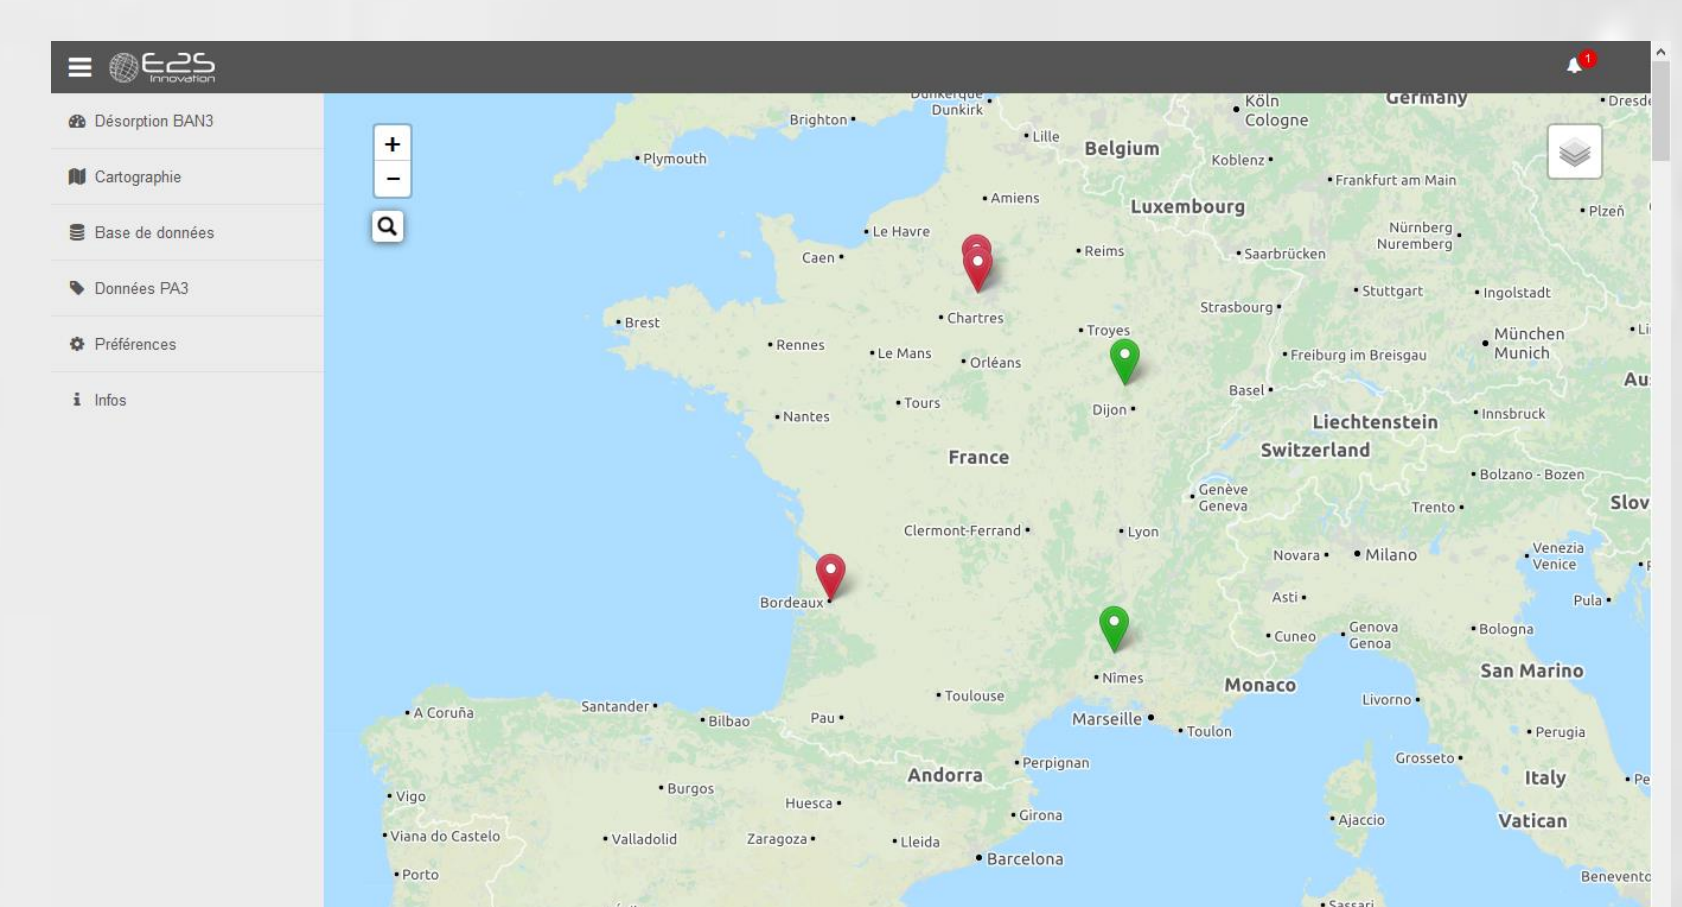 E2S
Innovation
1
Désorption BAN3
Cartographie
Base de données
Données PA3
Préférences
Infos
+
−
Dunkerque
Dunkirk
Brighton
Plymouth
Lille
Belgium
Köln
Cologne
Germany
Koblenz
Frankfurt am Main
Amiens
Luxembourg
Plzeň
Le Havre
Nürnberg
Nuremberg
Caen
Reims
Saarbrücken
Stuttgart
Ingolstadt
Strasbourg
Brest
Chartres
Troyes
München
Munich
Rennes
Le Mans
Orléans
Freiburg im Breisgau
Basel
Tours
Nantes
Dijon
Liechtenstein
Innsbruck
France
Switzerland
Bolzano - Bozen
Genève
Geneva
Trento
Slov
Clermont-Ferrand
Lyon
Novara
Milano
Venezia
Venice
Bordeaux
Asti
Pula
Cuneo
Genova
Genoa
Bologna
Nîmes
Monaco
San Marino
Toulouse
Livorno
A Coruña
Santander
Bilbao
Pau
Marseille
Toulon
Perugia
Perpignan
Grosseto
Andorra
Italy
Vigo
Burgos
Huesca
Girona
Ajaccio
Vatican
Viana do Castelo
Valladolid
Zaragoza
Lleida
Barcelona
Porto
Benevento
Sassari